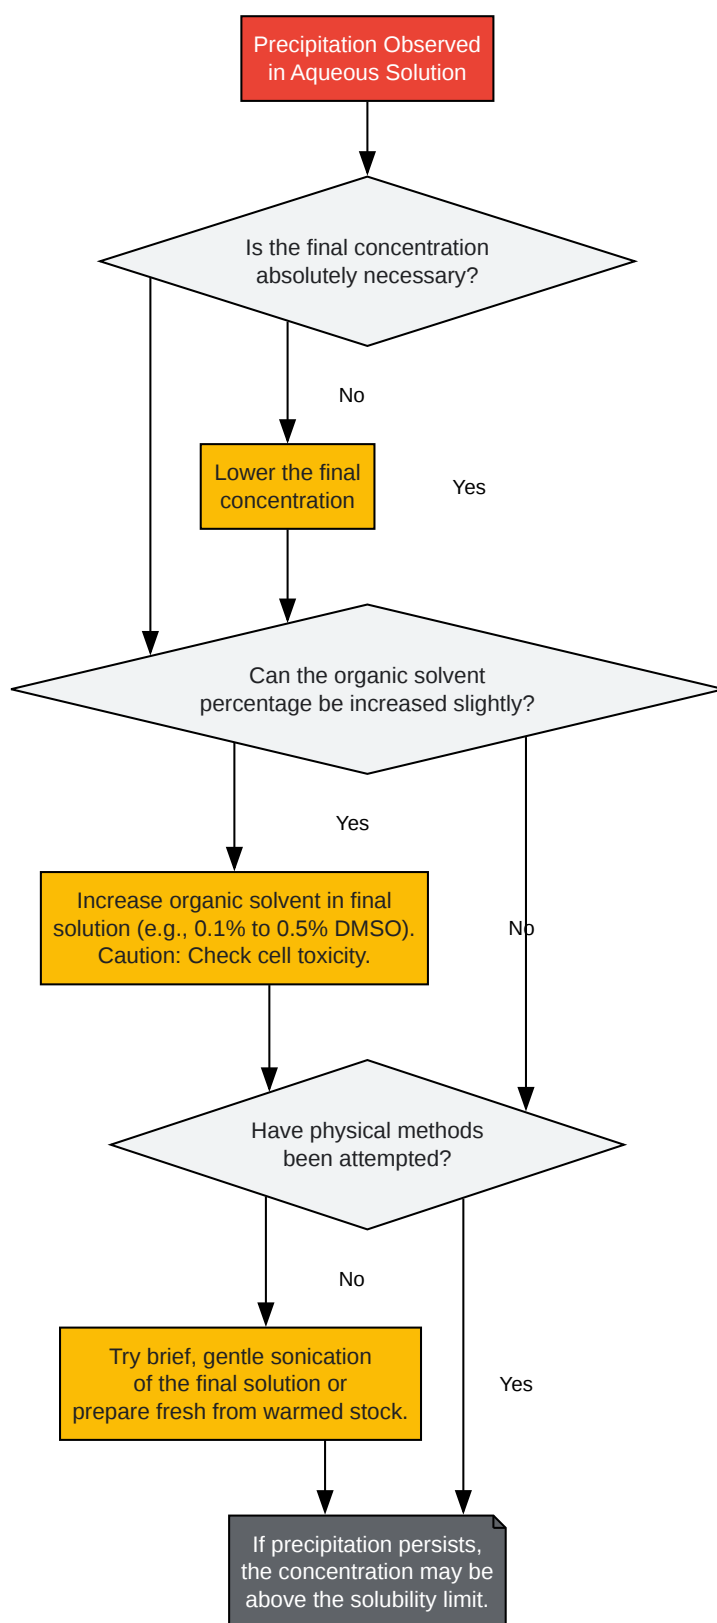 Precipitation Observed
in Aqueous Solution
Is the final concentration
absolutely necessary?
No
Lower the final
concentration
Yes
Can the organic solvent
percentage be increased slightly?
Yes
Increase organic solvent in final
solution (e.g., 0.1% to 0.5% DMSO).
Caution: Check cell toxicity.
No
Have physical methods
been attempted?
No
Try brief, gentle sonication
of the final solution or
prepare fresh from warmed stock.
Yes
If precipitation persists,
the concentration may be
above the solubility limit.